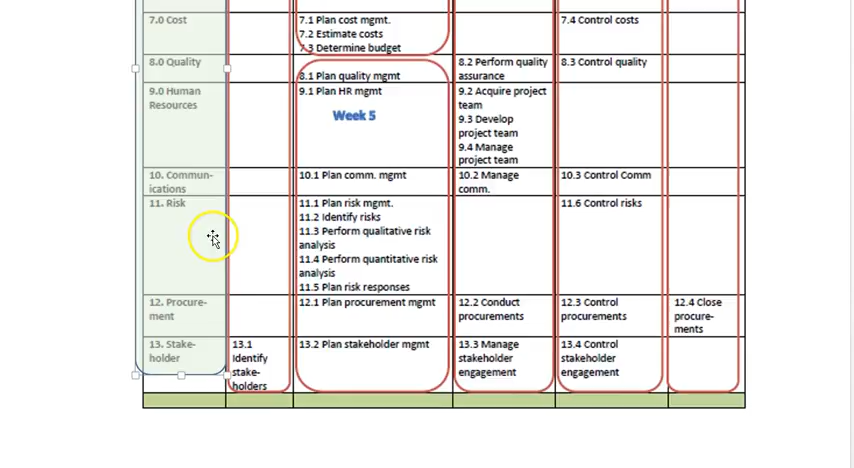 7.0 Cost
7.1 Plan cost mgmt.
7.2 Estimate costs
7.3 Determine budget
7.4 Control costs
8.0 Quality
8.1 Plan quality mgmt
8.2 Perform quality
assurance
8.3 Control quality
9.0 Human
Resources
9.1 Plan HR mgmt
Week 5
9.2 Acquire project
team
9.3 Develop
project team
9.4 Manage
project team
10. Commun-
ications
10.1 Plan comm. mgmt
10.2 Manage
comm.
10.3 Control Comm
11. Risk
11.1 Plan risk mgmt.
11.2 Identify risks
11.3 Perform qualitative risk
analysis
11.4 Perform quantitative risk
analysis
11.5 Plan risk responses
11.6 Control risks
12. Procure-
ment
12.1 Plan procurement mgmt
12.2 Conduct
procurements
12.3 Control
procurements
12.4 Close
procure-
ments
13. Stake-
holder
13.1
Identify
stake-
holders
13.2 Plan stakeholder mgmt
13.3 Manage
stakeholder
engagement
13.4 Control
stakeholder
engagement